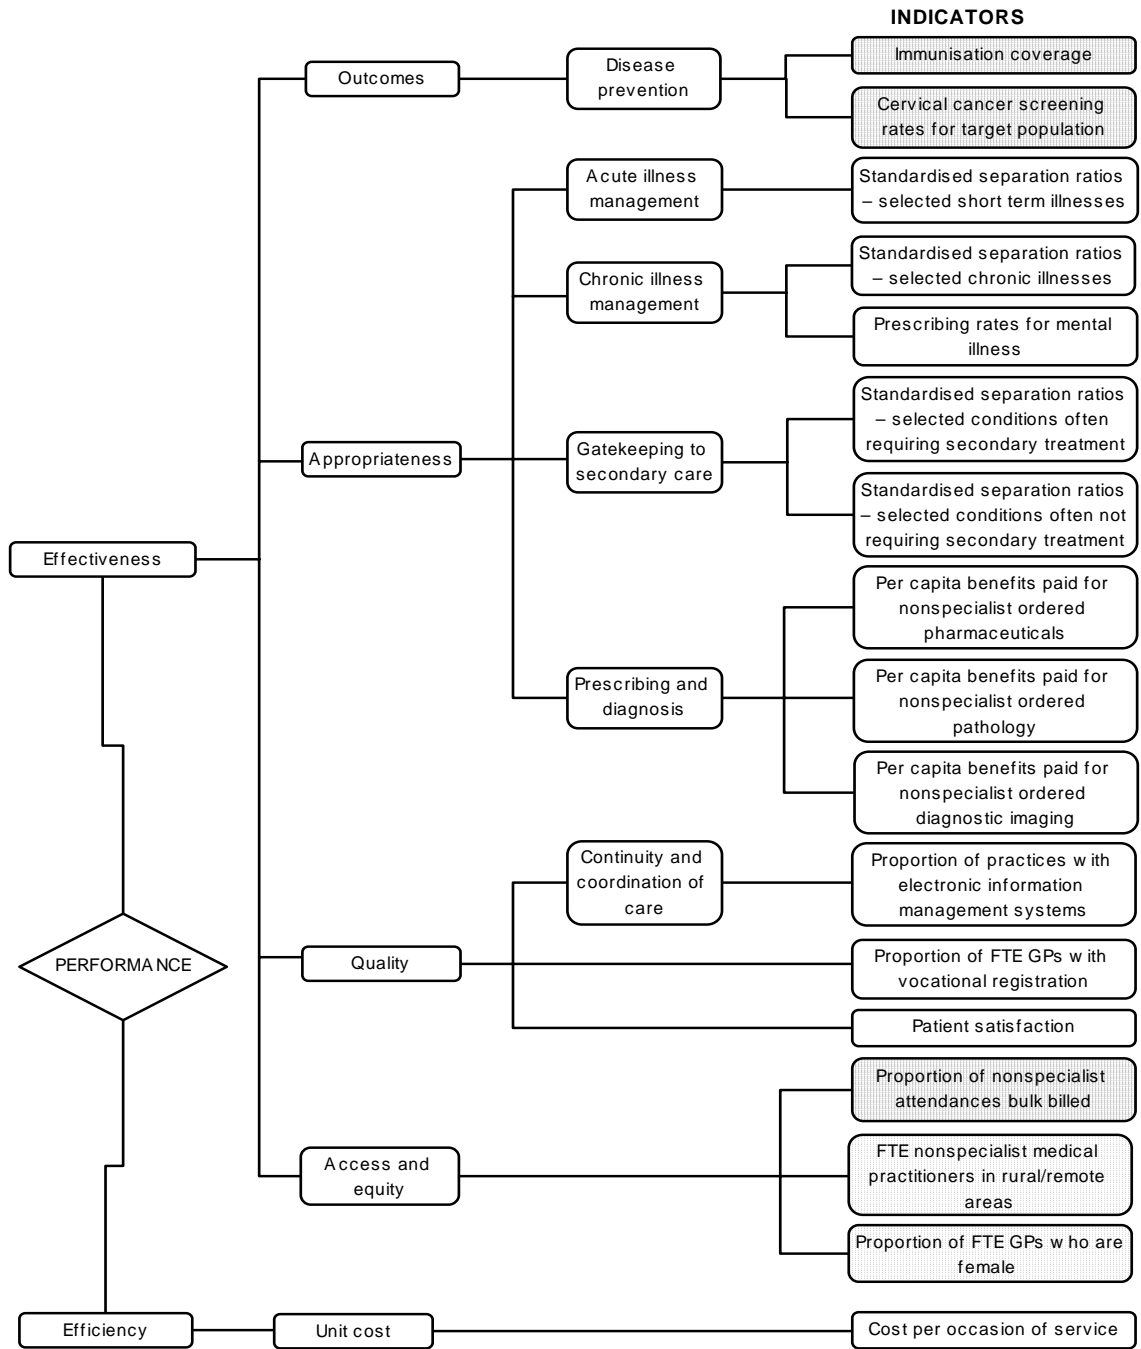 INDICATORS
Outcomes
Disease
prevention
Immunisation coverage
Cervical cancer screening
rates for target population
Acute illness
management
Standardised separation ratios
– selected short term illnesses
Chronic illness
management
Standardised separation ratios
– selected chronic illnesses
Prescribing rates for mental
illness
Appropriateness
Gatekeeping to
secondary care
Standardised separation ratios
– selected conditions often
requiring secondary treatment
Standardised separation ratios
– selected conditions often not
requiring secondary treatment
Effectiveness
Prescribing and
diagnosis
Per capita benefits paid for
nonspecialist ordered
pharmaceuticals
Per capita benefits paid for
nonspecialist ordered
pathology
Per capita benefits paid for
nonspecialist ordered
diagnostic imaging
Continuity and
coordination of
care
Proportion of practices with
electronic information
management systems
PERFORMANCE
Quality
Proportion of FTE GPs with
vocational registration
Patient satisfaction
Access and
equity
Proportion of nonspecialist
attendances bulk billed
FTE nonspecialist medical
practitioners in rural/remote
areas
Proportion of FTE GPs who are
female
Efficiency
Unit cost
Cost per occasion of service